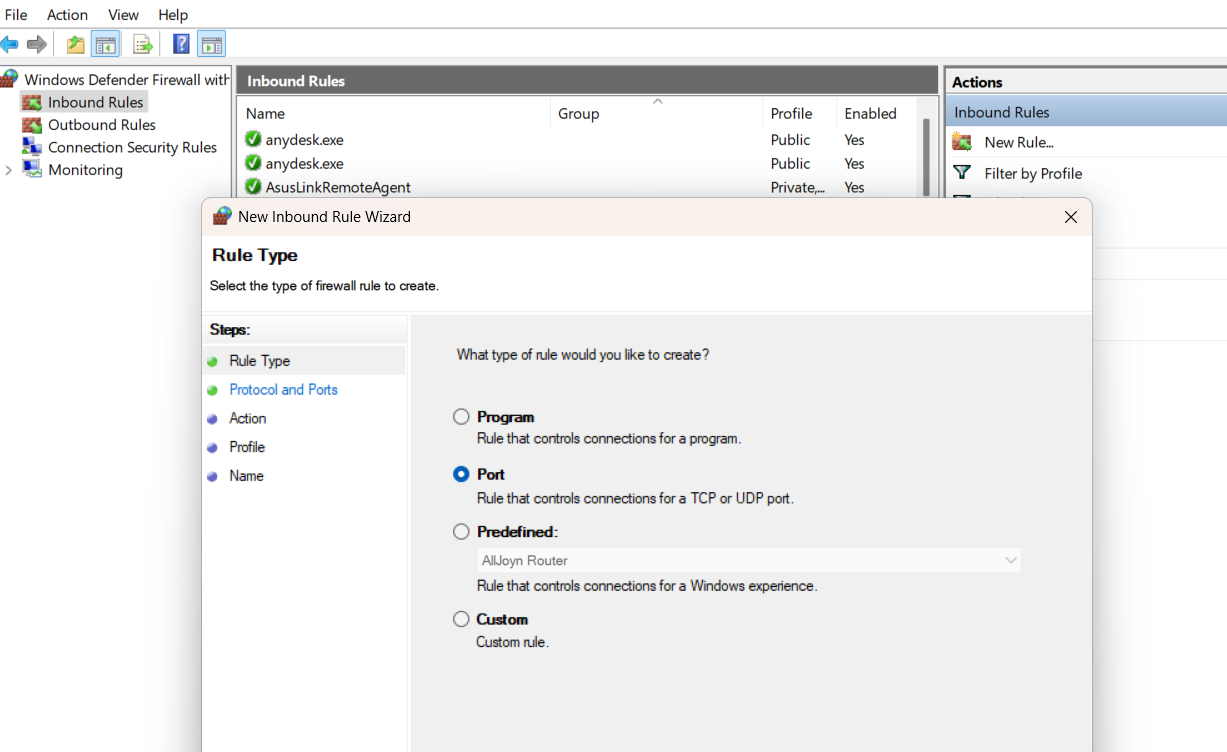 File Action View Help
Windows Defender Firewall with
Inbound Rules
Outbound Rules
Connection Security Rules
Monitoring
Inbound Rules
Name Group Profile Enabled
anydesk.exe Public Yes
anydesk.exe Public Yes
AsusLinkRemoteAgent Private,... Yes
Actions
Inbound Rules
New Rule...
Filter by Profile
New Inbound Rule Wizard
Rule Type
Select the type of firewall rule to create.
Steps:
Rule Type
Protocol and Ports
Action
Profile
Name
What type of rule would you like to create?
Program
Rule that controls connections for a program.
Port
Rule that controls connections for a TCP or UDP port.
Predefined:
AllJoyn Router
Rule that controls connections for a Windows experience.
Custom
Custom rule.